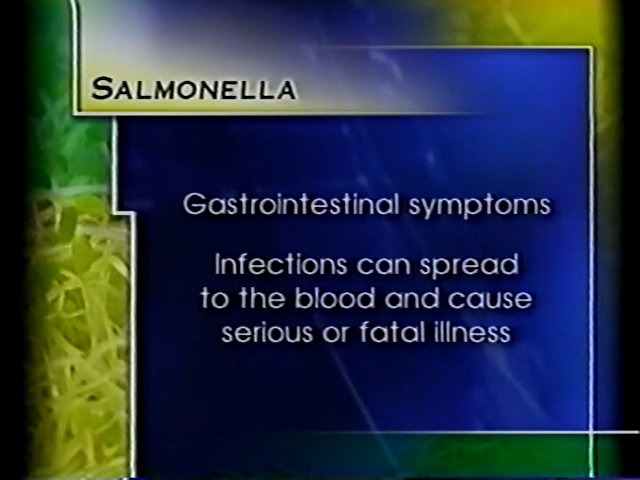 SALMONELLA
Gastrointestinal symptoms
Infections can spread
to the blood and cause
serious or fatal illness